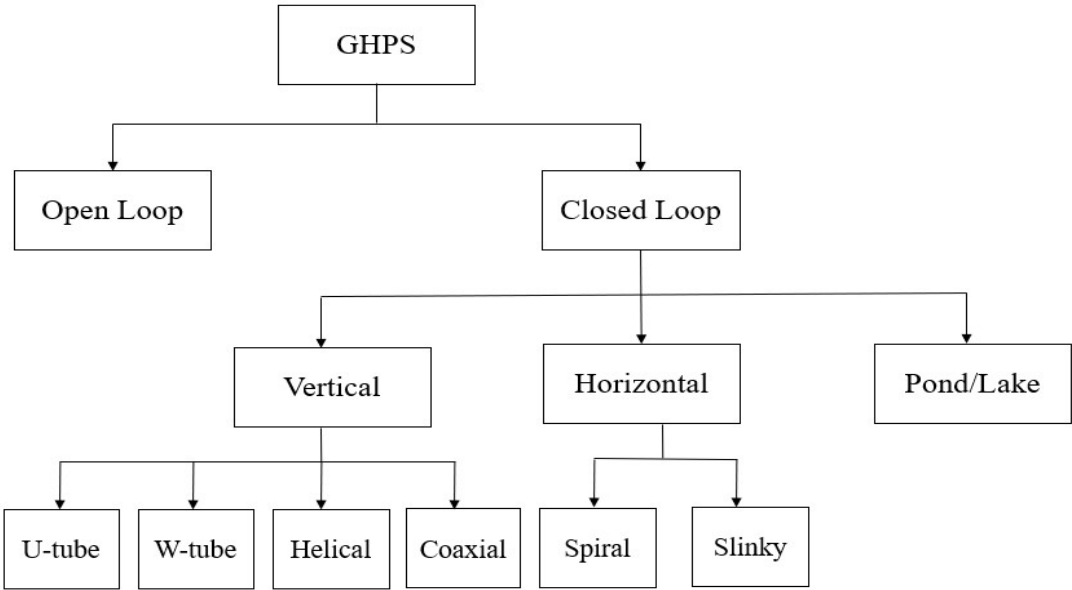 GHPS
Open Loop
Closed Loop
Vertical
Horizontal
Pond/Lake
U-tube
W-tube
Helical
Coaxial
Spiral
Slinky